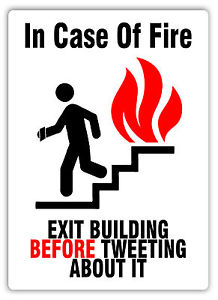 In Case Of Fire
EXIT BUILDING
BEFORE TWEETING
ABOUT IT